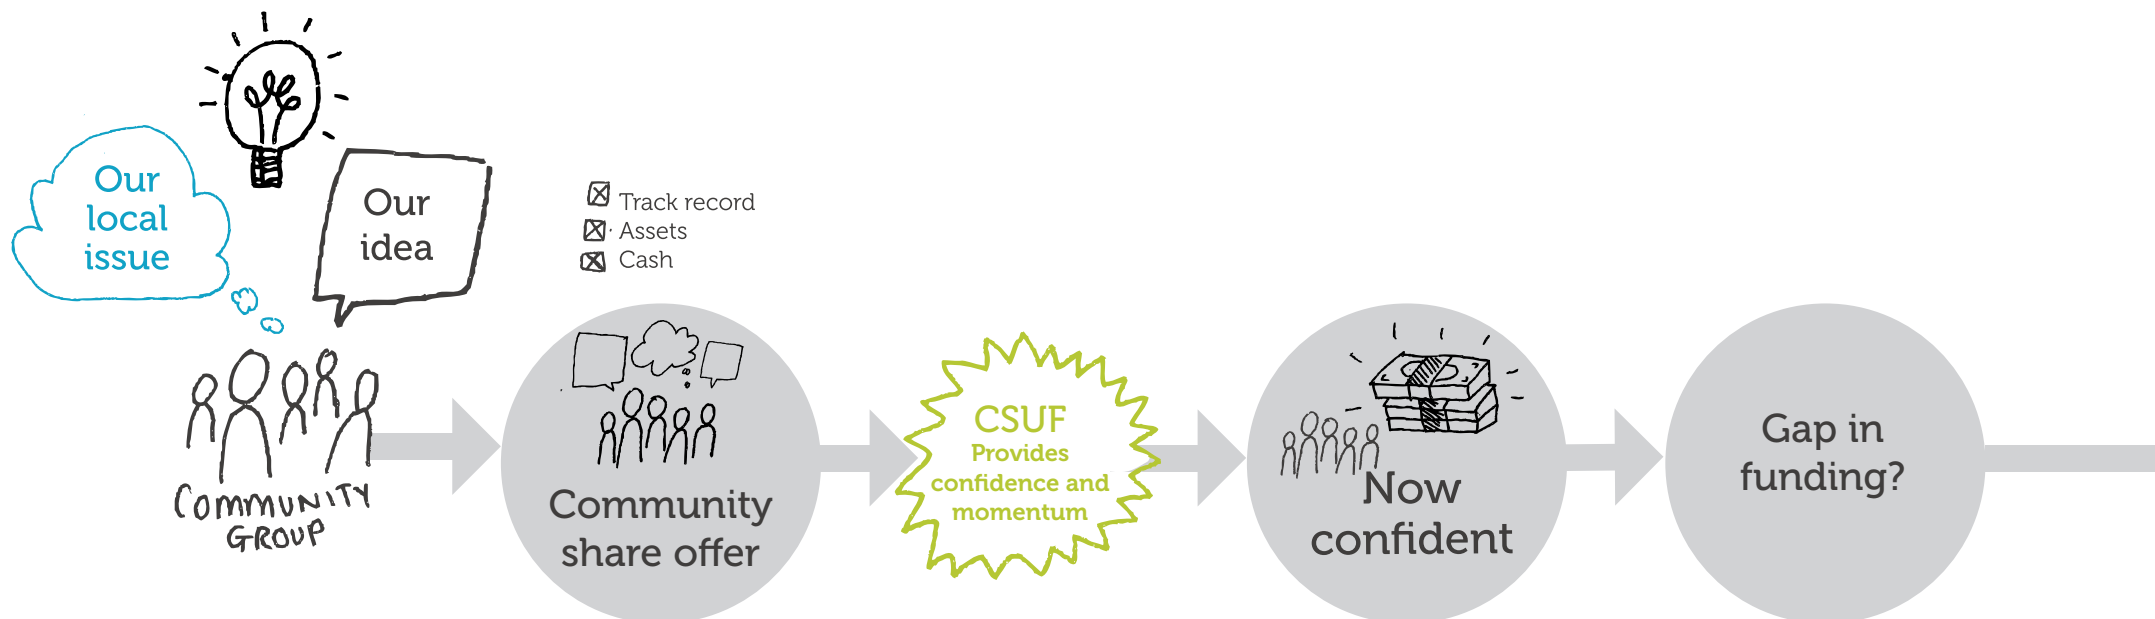 Our
local
issue
Our
idea
COMMUNITY
GROUP
Track record
Assets
Cash
Community
share offer
CSUF
Provides
confidence and
momentum
Now
confident
Gap in
funding?